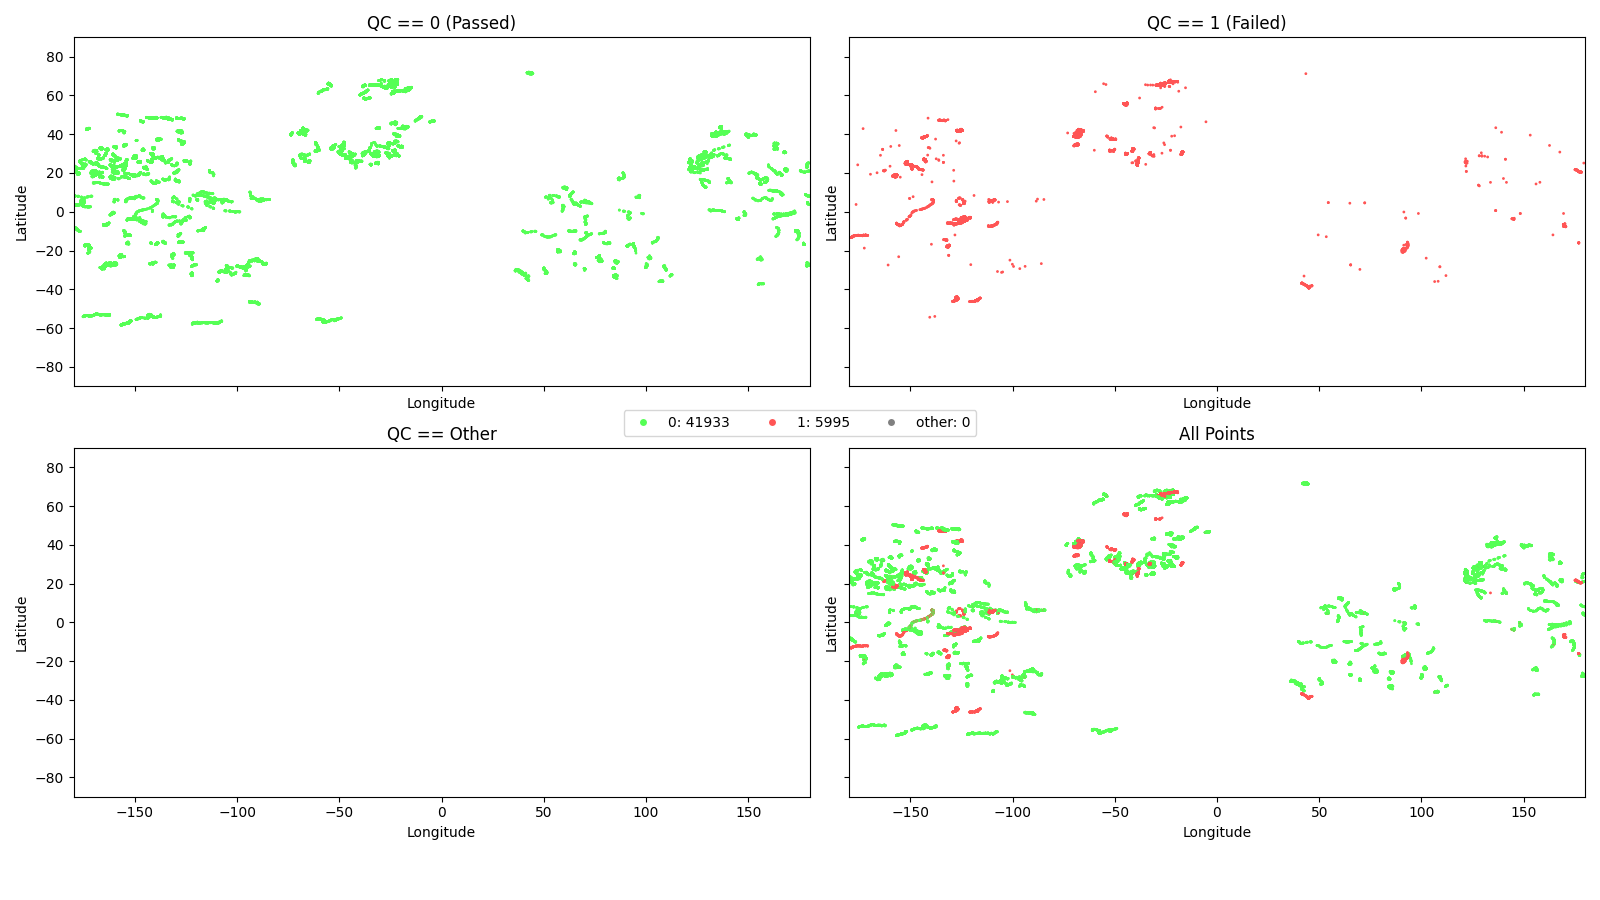 QC == 0 (Passed)
QC == 1 (Failed)
80
60
40
20
0
−20
−40
−60
−80
Latitude
Latitude
Longitude
Longitude
0: 41933
1: 5995
other: 0
QC == Other
All Points
80
60
40
20
0
−20
−40
−60
−80
Latitude
Latitude
−150
−100
−50
0
50
100
150
−150
−100
−50
0
50
100
150
Longitude
Longitude